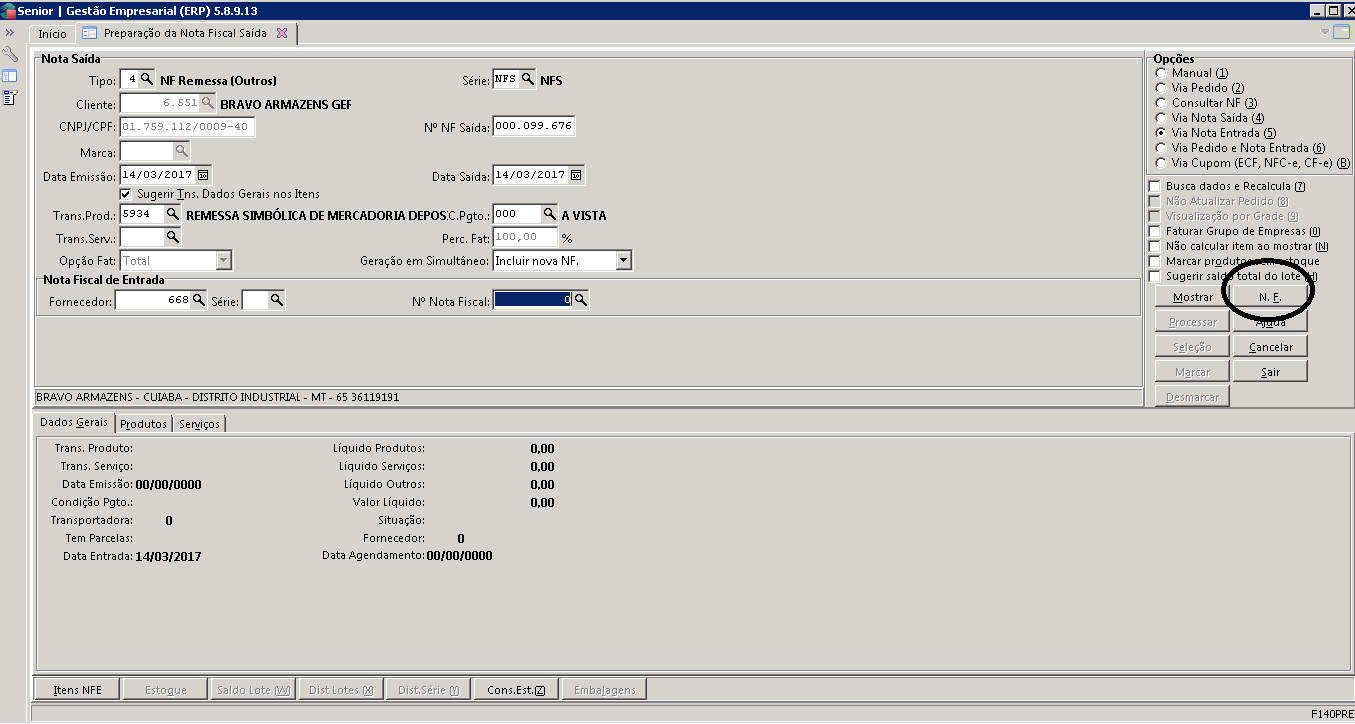 Senior | Gestão Empresarial (ERP) 5.8.9.13
Início
Preparação da Nota Fiscal Saída
Nota Saída
Tipo: 4 NF Remessa (Outros)
Série: NFS NFS
Cliente: 6.551 BRAVO ARMAZENS GEF
CNPJ/CPF: 01.759.112/0009-40
Nº NF Saída: 000.099.676
Marca:
Data Emissão: 14/03/2017
Data Saída: 14/03/2017
Sugerir Tns. Dados Gerais nos Itens
Trans.Prod.: 5934 REMESSA SIMBÓLICA DE MERCADORIA DEPOS
C.Pgto.: 000 A VISTA
Trans.Serv.:
Perc. Fat: 100,00 %
Opção Fat: Total
Geração em Simultâneo: Incluir nova NF.
Nota Fiscal de Entrada
Fornecedor: 668 Série:
Nº Nota Fiscal: 0
BRAVO ARMAZENS - CUIABA - DISTRITO INDUSTRIAL - MT - 65 36119191
Opções
Manual (1)
Via Pedido (2)
Consultar NF (3)
Via Nota Saída (4)
Via Nota Entrada (5)
Via Pedido e Nota Entrada (6)
Via Cupom (ECF, NFC-e, CF-e) (B)
Busca dados e Recalcula (7)
Não Atualizar Pedido (8)
Visualização por Grade (9)
Faturar Grupo de Empresas (0)
Não calcular item ao mostrar (N)
Marcar produtos em estoque
Sugerir saldo total do lote
Mostrar N. F.
Processar Ajuda
Seleção Cancelar
Marcar Sair
Desmarcar
Dados Gerais Produtos Serviços
Trans. Produto:
Líquido Produtos: 0,00
Trans. Serviço:
Líquido Serviços: 0,00
Data Emissão: 00/00/0000
Líquido Outros: 0,00
Condição Pgto.:
Valor Líquido: 0,00
Transportadora: 0
Situação:
Tem Parcelas:
Fornecedor: 0
Data Entrada: 14/03/2017
Data Agendamento: 00/00/0000
Itens NFE Estoque Saldo Lote (W) Dist.Lotes (X) Dist.Série (Y) Cons.Est.(Z) Embalagens
F140PRE